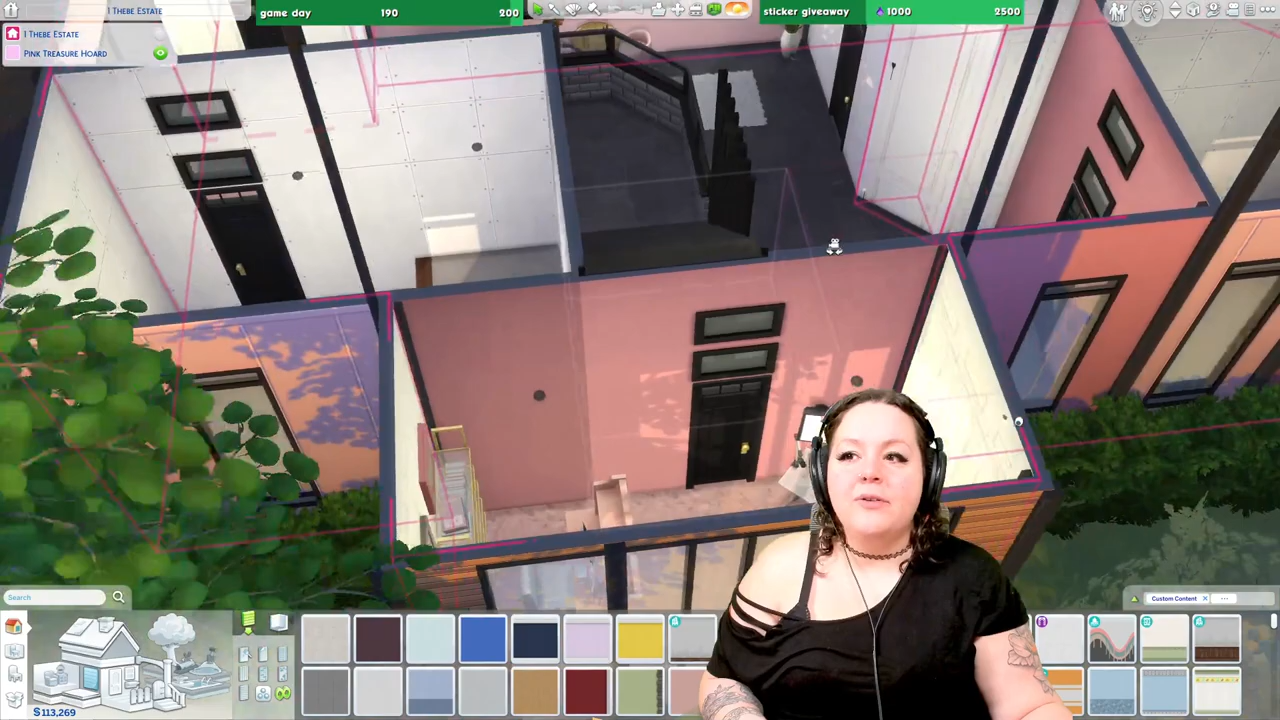 1 THEBE ESTATE
game day 190 200
sticker giveaway 1000 2500
1 THEBE ESTATE
PINK TREASURE HOARD
Search
Custom Content
$113,269